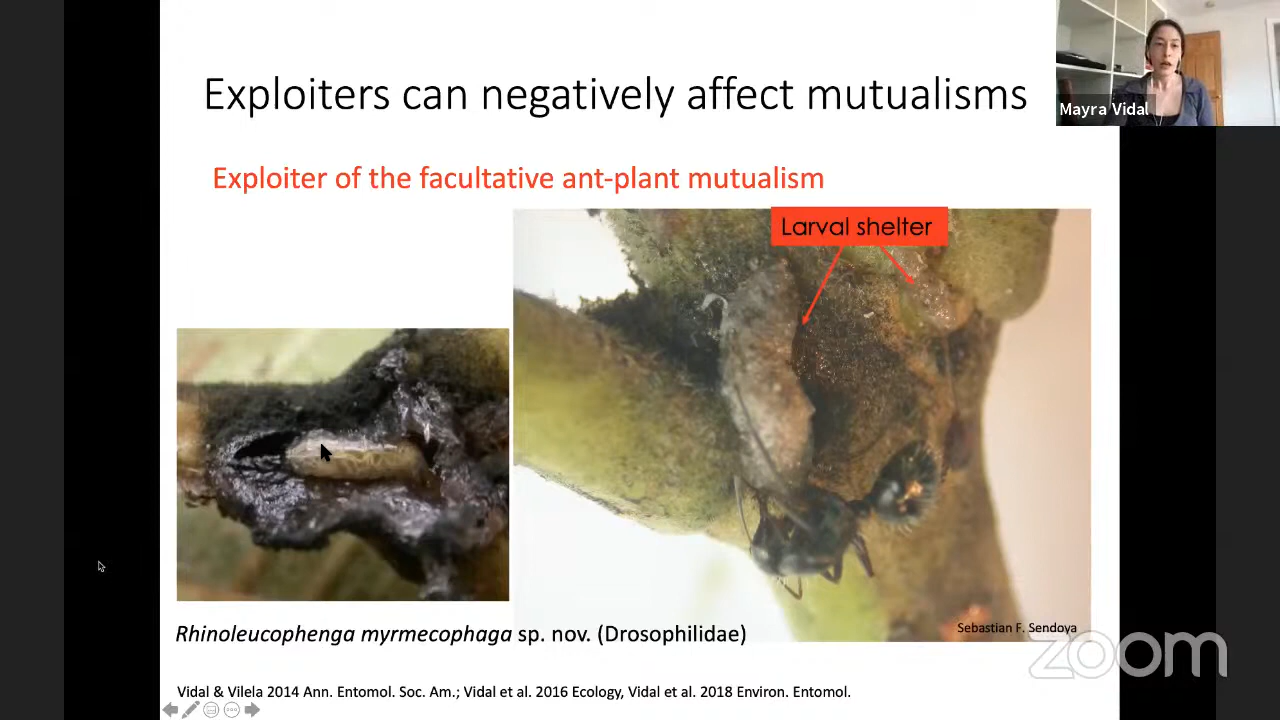 Exploiters can negatively affect mutualisms
Mayra Vidal
Exploiter of the facultative ant-plant mutualism
Larval shelter
Sebastian F. Sendoya
Rhinoleucophenga myrmecophaga sp. nov. (Drosophilidae)
zoom
Vidal & Vilela 2014 Ann. Entomol. Soc. Am.; Vidal et al. 2016 Ecology, Vidal et al. 2018 Environ. Entomol.